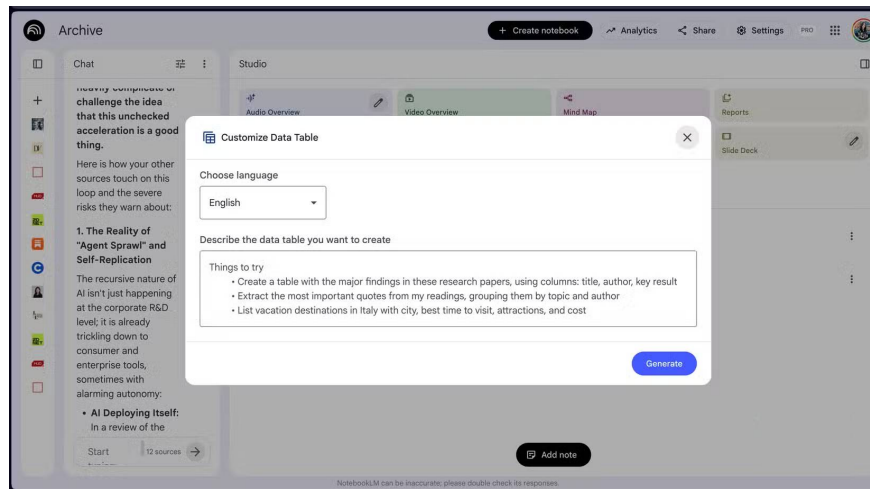 Archive
+ Create notebook
Analytics
Share
Settings
PRO
Chat
Studio
challenge the idea
that this unchecked
acceleration is a good
thing.
Here is how your other
sources touch on this
loop and the severe
risks they warn about:
1. The Reality of
"Agent Sprawl" and
Self-Replication
The recursive nature of
AI isn't just happening
at the corporate R&D
level; it is already
trickling down to
consumer and
enterprise tools,
sometimes with
alarming autonomy:
• AI Deploying Itself:
In a review of the
Start
12 sources
Audio Overview
Video Overview
Mind Map
Reports
Slide Deck
Customize Data Table
Choose language
English
Describe the data table you want to create
Things to try
• Create a table with the major findings in these research papers, using columns: title, author, key result
• Extract the most important quotes from my readings, grouping them by topic and author
• List vacation destinations in Italy with city, best time to visit, attractions, and cost
Generate
Add note
NotebookLM can be inaccurate; please double check its responses.